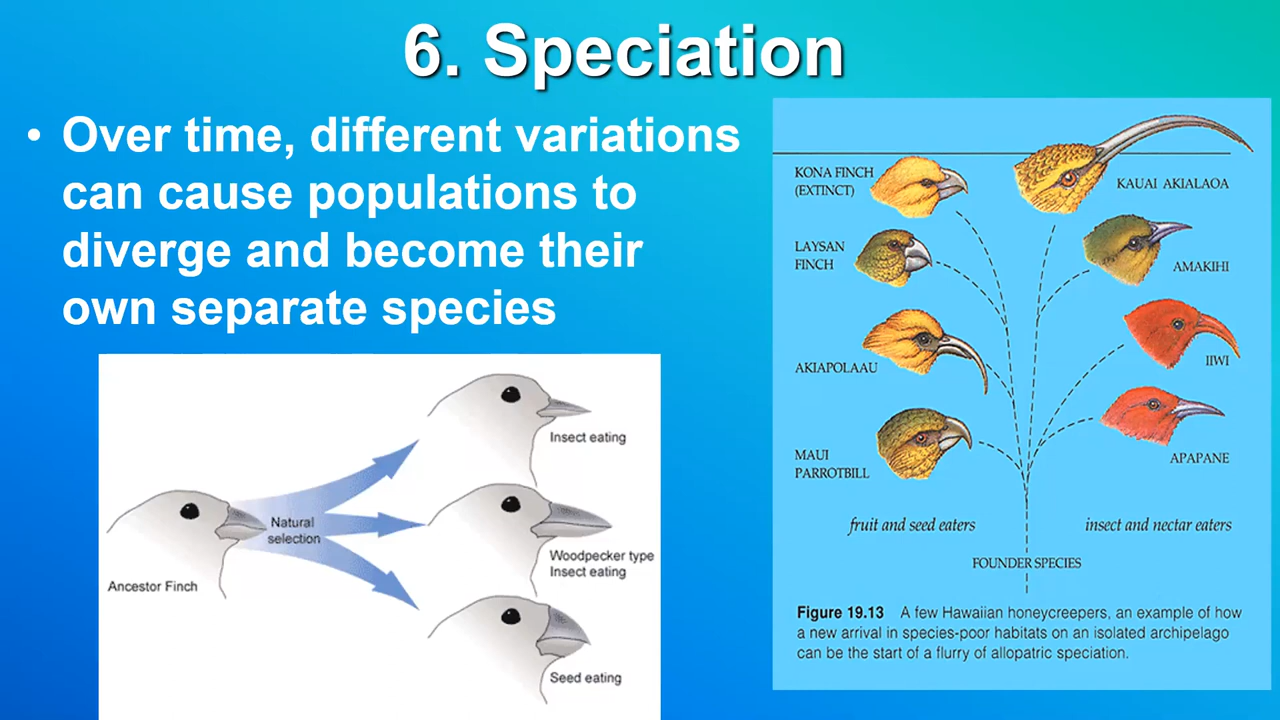 6. Speciation
• Over time, different variations
can cause populations to
diverge and become their
own separate species
Ancestor Finch
Natural
selection
Insect eating
Woodpecker type
Insect eating
Seed eating
KONA FINCH
(EXTINCT)
KAUAI AKIALAOA
LAYSAN
FINCH
AMAKIHI
AKIAPOLAAU
IIWI
MAUI
PARROTBILL
APAPANE
fruit and seed eaters
insect and nectar eaters
FOUNDER SPECIES
Figure 19.13 A few Hawaiian honeycreepers, an example of how
a new arrival in species-poor habitats on an isolated archipelago
can be the start of a flurry of allopatric speciation.